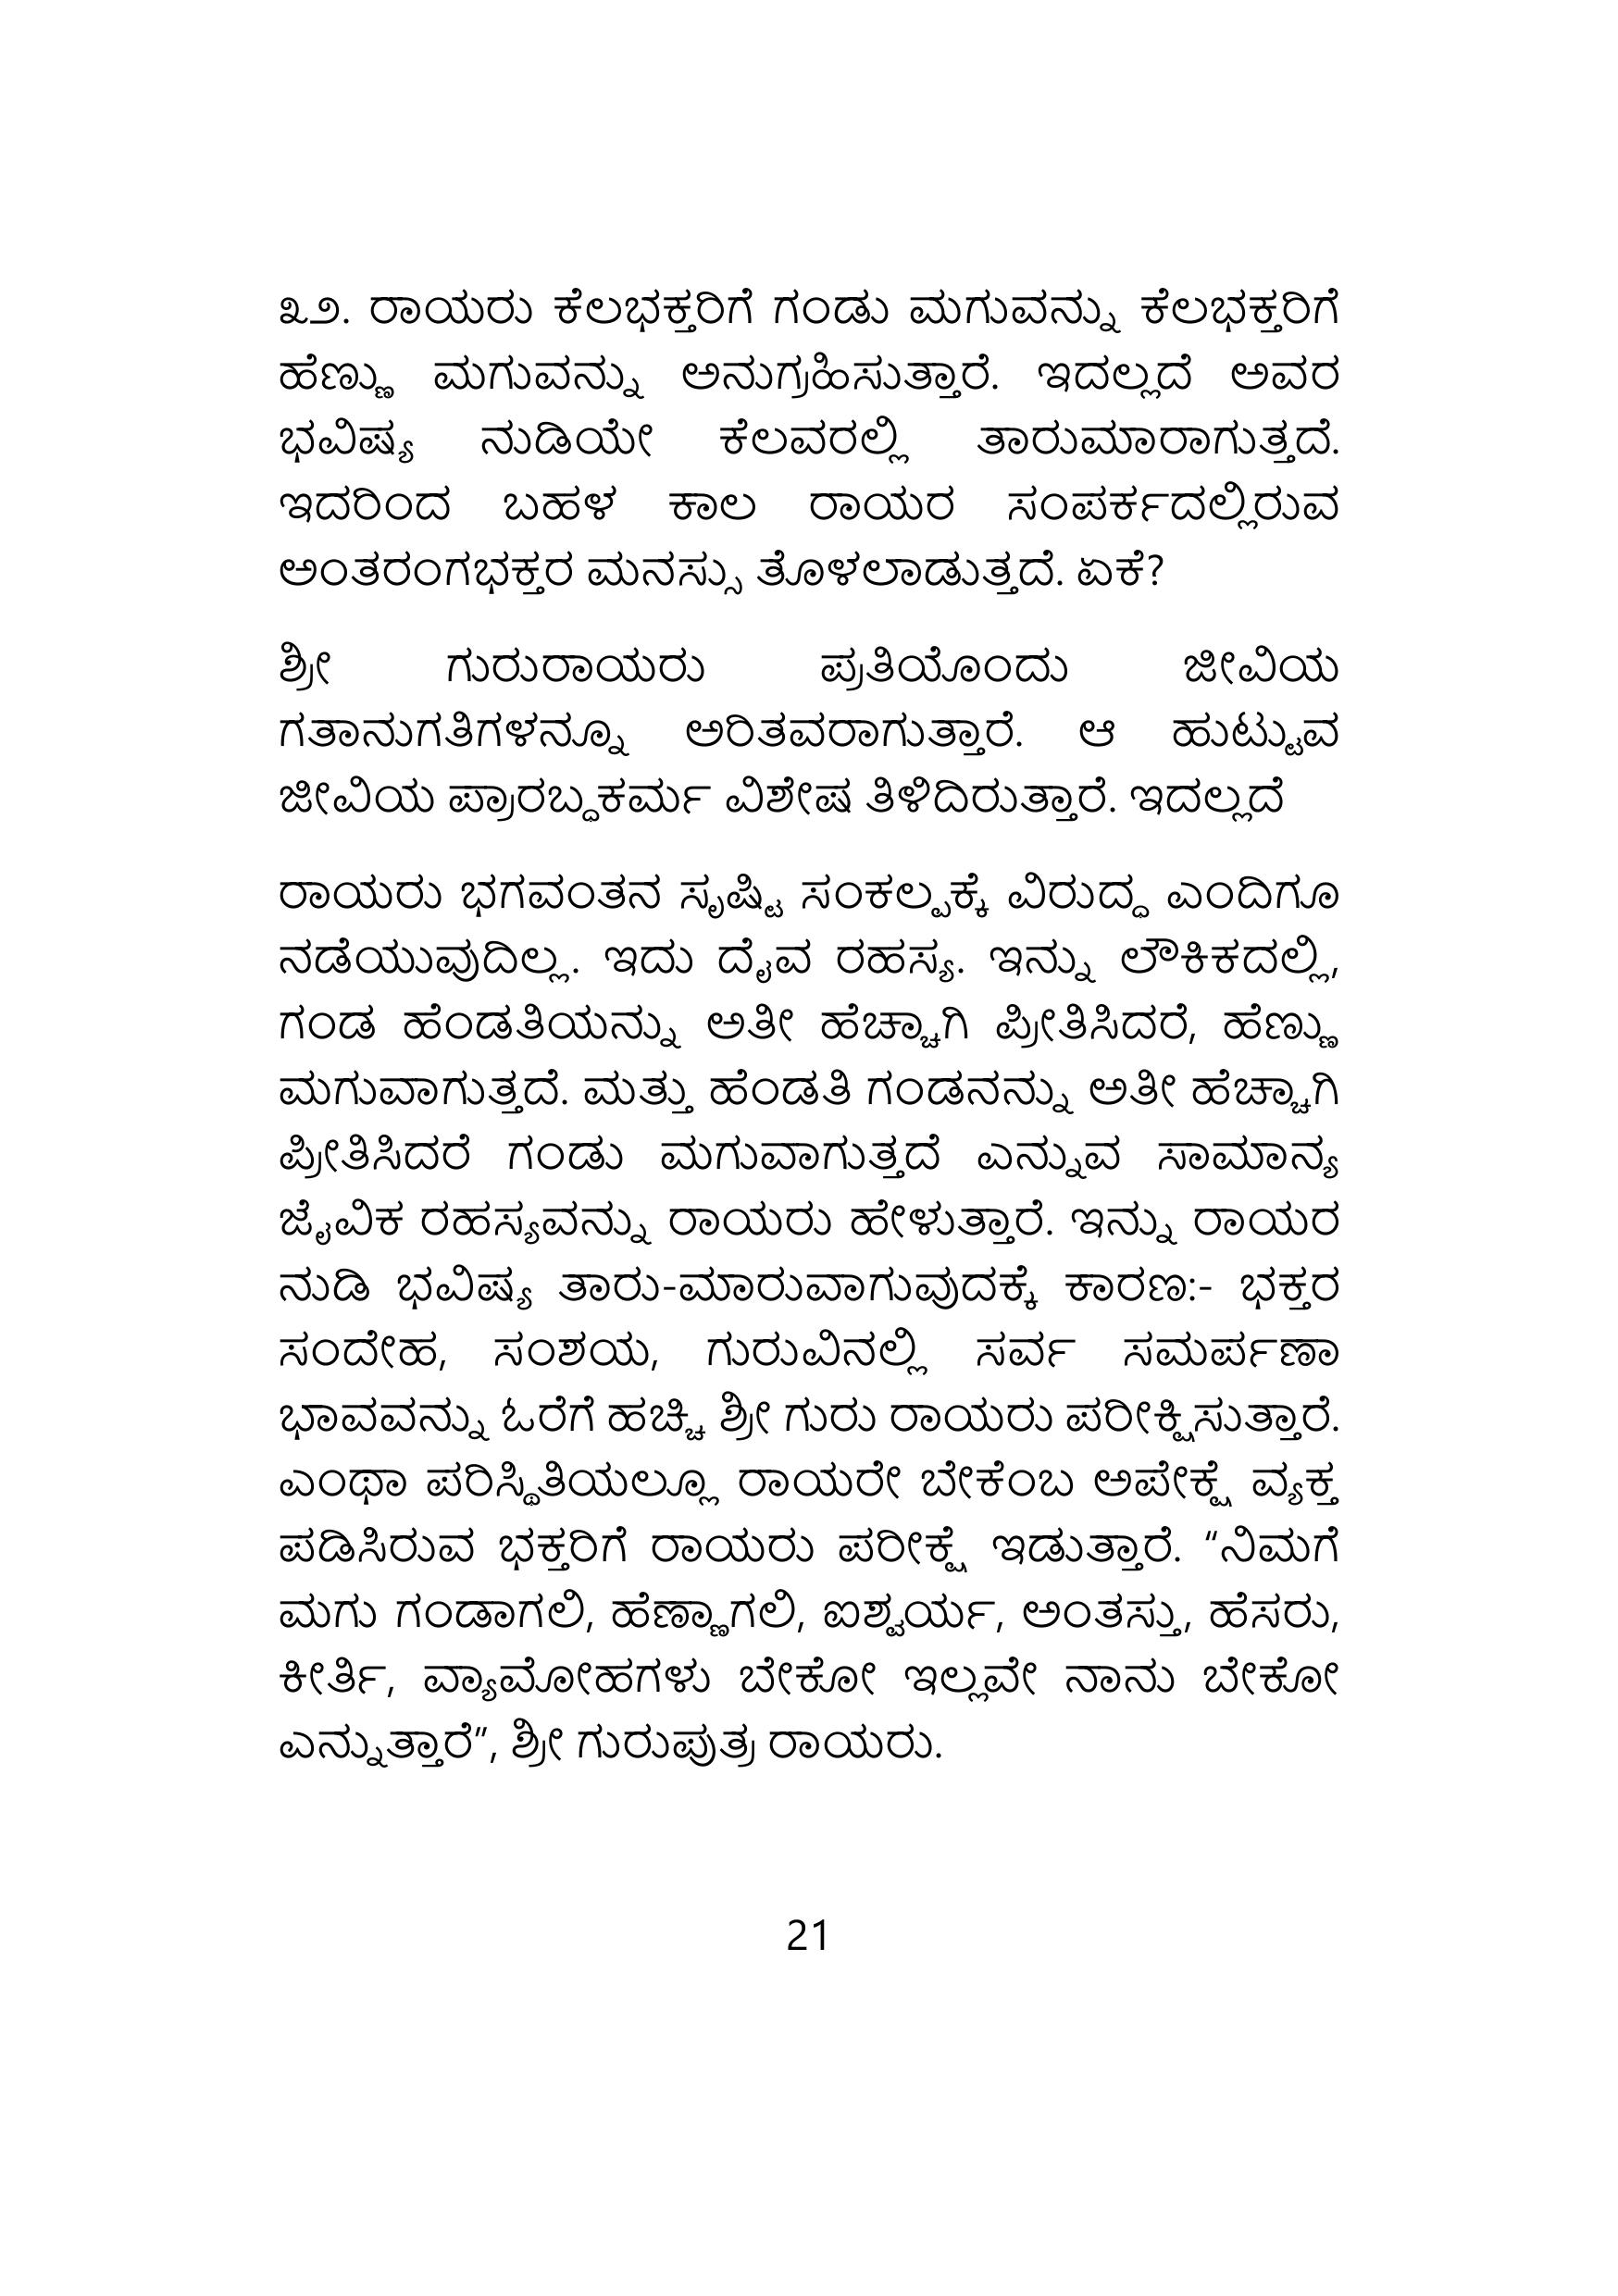 ೩೨. ರಾಯರು ಕೆಲಭಕ್ತರಿಗೆ ಗಂಡು ಮಗುವನ್ನು ಕೆಲಭಕ್ತರಿಗೆ
ಹೆಣ್ಣು ಮಗುವನ್ನು ಅನುಗ್ರಹಿಸುತ್ತಾರೆ. ಇದಲ್ಲದೆ ಅವರ
ಭವಿಷ್ಯ ನುಡಿಯೇ ಕೆಲವರಲ್ಲಿ ತಾರುಮಾರಾಗುತ್ತದೆ.
ಇದರಿಂದ ಬಹಳ ಕಾಲ ರಾಯರ ಸಂಪರ್ಕದಲ್ಲಿರುವ
ಅಂತರಂಗಭಕ್ತರ ಮನಸ್ಸು ತೊಳಲಾಡುತ್ತದೆ. ಏಕೆ?
ಶ್ರೀ ಗುರುರಾಯರು ಪ್ರತಿಯೊಂದು ಜೀವಿಯ
ಗತಾನುಗತಿಗಳನ್ನೂ ಅರಿತವರಾಗುತ್ತಾರೆ. ಆ ಹುಟ್ಟುವ
ಜೀವಿಯ ಪ್ರಾರಬ್ಧಕರ್ಮ ವಿಶೇಷ ತಿಳಿದಿರುತ್ತಾರೆ. ಇದಲ್ಲದೆ
ರಾಯರು ಭಗವಂತನ ಸೃಷ್ಟಿ ಸಂಕಲ್ಪಕ್ಕೆ ವಿರುದ್ಧ ಎಂದಿಗೂ
ನಡೆಯುವುದಿಲ್ಲ. ಇದು ದೈವ ರಹಸ್ಯ. ಇನ್ನು ಲೌಕಿಕದಲ್ಲಿ,
ಗಂಡ ಹೆಂಡತಿಯನ್ನು ಅತೀ ಹೆಚ್ಚಾಗಿ ಪ್ರೀತಿಸಿದರೆ, ಹೆಣ್ಣು
ಮಗುವಾಗುತ್ತದೆ. ಮತ್ತು ಹೆಂಡತಿ ಗಂಡನನ್ನು ಅತೀ ಹೆಚ್ಚಾಗಿ
ಪ್ರೀತಿಸಿದರೆ ಗಂಡು ಮಗುವಾಗುತ್ತದೆ ಎನ್ನುವ ಸಾಮಾನ್ಯ
ಜೈವಿಕ ರಹಸ್ಯವನ್ನು ರಾಯರು ಹೇಳುತ್ತಾರೆ. ಇನ್ನು ರಾಯರ
ನುಡಿ ಭವಿಷ್ಯ ತಾರು-ಮಾರುವಾಗುವುದಕ್ಕೆ ಕಾರಣ:- ಭಕ್ತರ
ಸಂದೇಹ, ಸಂಶಯ, ಗುರುವಿನಲ್ಲಿ ಸರ್ವ ಸಮರ್ಪಣಾ
ಭಾವವನ್ನು ಓರೆಗೆ ಹಚ್ಚಿ ಶ್ರೀ ಗುರು ರಾಯರು ಪರೀಕ್ಷಿಸುತ್ತಾರೆ.
ಎಂಥಾ ಪರಿಸ್ಥಿತಿಯಲ್ಲೂ ರಾಯರೇ ಬೇಕೆಂಬ ಅಪೇಕ್ಷೆ ವ್ಯಕ್ತ
ಪಡಿಸಿರುವ ಭಕ್ತರಿಗೆ ರಾಯರು ಪರೀಕ್ಷೆ ಇಡುತ್ತಾರೆ. “ನಿಮಗೆ
ಮಗು ಗಂಡಾಗಲಿ, ಹೆಣ್ಣಾಗಲಿ, ಐಶ್ವರ್ಯ, ಅಂತಸ್ತು, ಹೆಸರು,
ಕೀರ್ತಿ, ವ್ಯಾಮೋಹಗಳು ಬೇಕೋ ಇಲ್ಲವೇ ನಾನು ಬೇಕೋ
ಎನ್ನುತ್ತಾರೆ”, ಶ್ರೀ ಗುರುಪುತ್ರ ರಾಯರು.
21